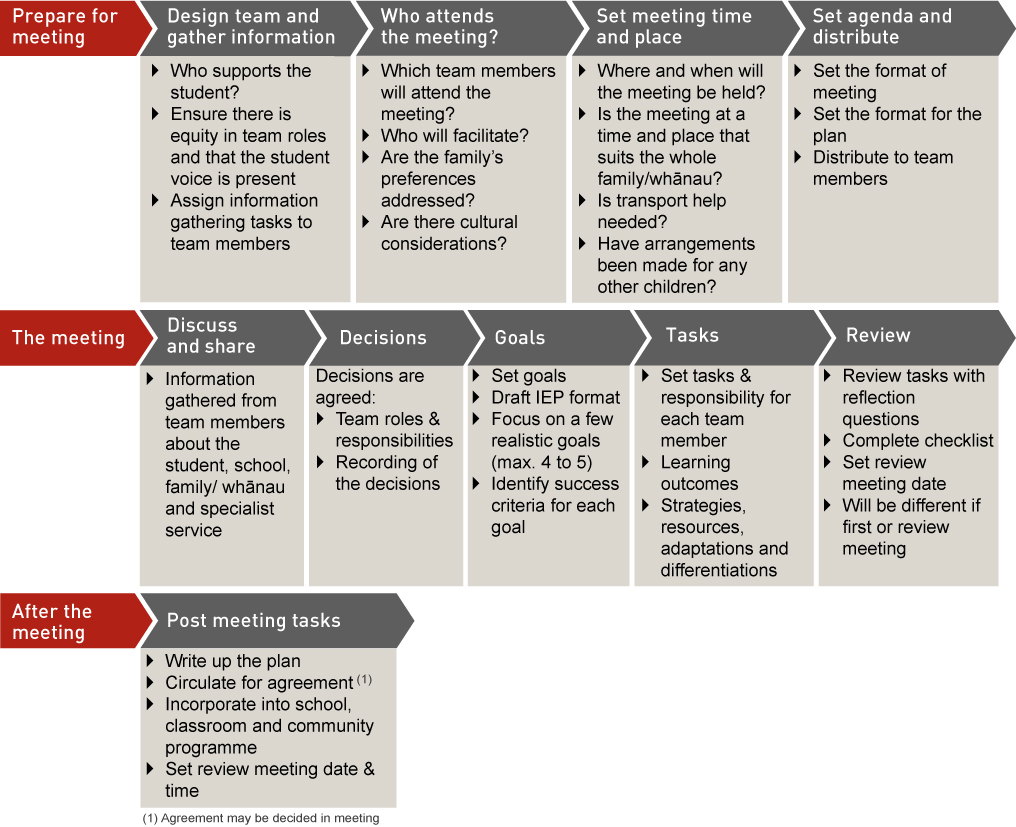 Prepare for
meeting
Design team and
gather information
Who supports the
student?
Ensure there is
equity in team roles
and that the student
voice is present
Assign information
gathering tasks to
team members
Who attends
the meeting?
Which team members
will attend the
meeting?
Who will facilitate?
Are the family's
preferences
addressed?
Are there cultural
considerations?
Set meeting time
and place
Where and when will
the meeting be held?
Is the meeting at a
time and place that
suits the whole
family/whānau?
Is transport help
needed?
Have arrangements
been made for any
other children?
Set agenda and
distribute
Set the format of
meeting
Set the format for the
plan
Distribute to team
members
The meeting
Discuss
and share
Information
gathered from
team members
about the
student, school,
family/ whānau
and specialist
service
Decisions
Decisions are
agreed:
Team roles &
responsibilities
Recording of
the decisions
Goals
Set goals
Draft IEP format
Focus on a few
realistic goals
(max. 4 to 5)
Identify success
criteria for each
goal
Tasks
Set tasks &
responsibility for
each team
member
Learning
outcomes
Strategies,
resources,
adaptations and
differentiations
Review
Review tasks with
reflection
questions
Complete checklist
Set review
meeting date
Will be different if
first or review
meeting
After the
meeting
Post meeting tasks
Write up the plan
Circulate for agreement (1)
Incorporate into school,
classroom and community
programme
Set review meeting date &
time
(1) Agreement may be decided in meeting